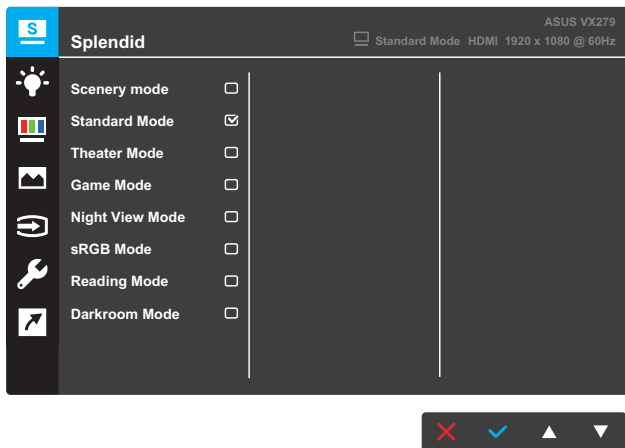 S
ASUS VX279
Splendid
Standard Mode HDMI 1920 x 1080 @ 60Hz
Scenery mode
Standard Mode
Theater Mode
Game Mode
Night View Mode
sRGB Mode
Reading Mode
Darkroom Mode